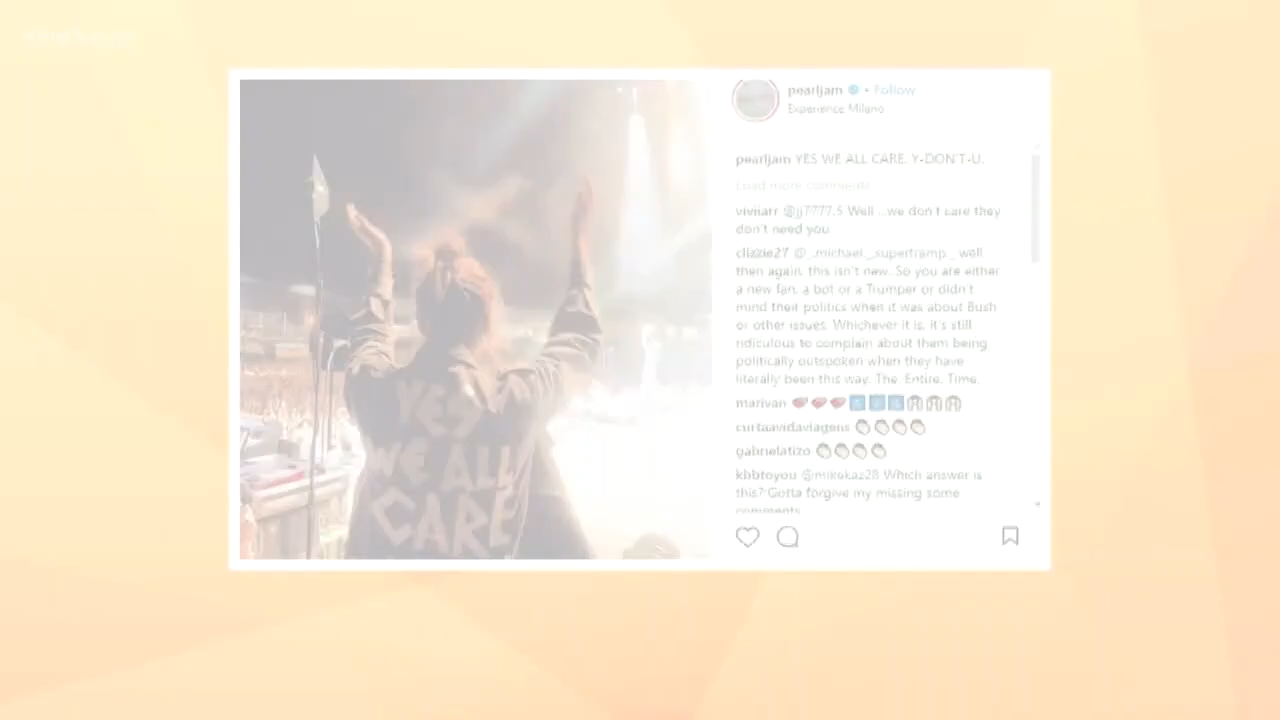 pearljam • Follow
Experience Milano
pearljam YES WE ALL CARE. Y-DON'T-U.
Load more comments
viviiarr @jj7777.5 Well ...we don't care they
don't need you
clizzie27 @_.michael._supertramp._ well
then again, this isn't new. So you are either
a new fan, a bot or a Trumper or didn't
mind their politics when it was about Bush
or other issues. Whichever it is, it's still
ridiculous to complain about them being
politically outspoken when they have
literally been this way. The. Entire. Time.
marivan
curtaavidaviagens
gabrielatizo
kbbtoyou @mikekaz28 Which answer is
this? Gotta forgive my missing some
comments
YES
WE ALL
CARE